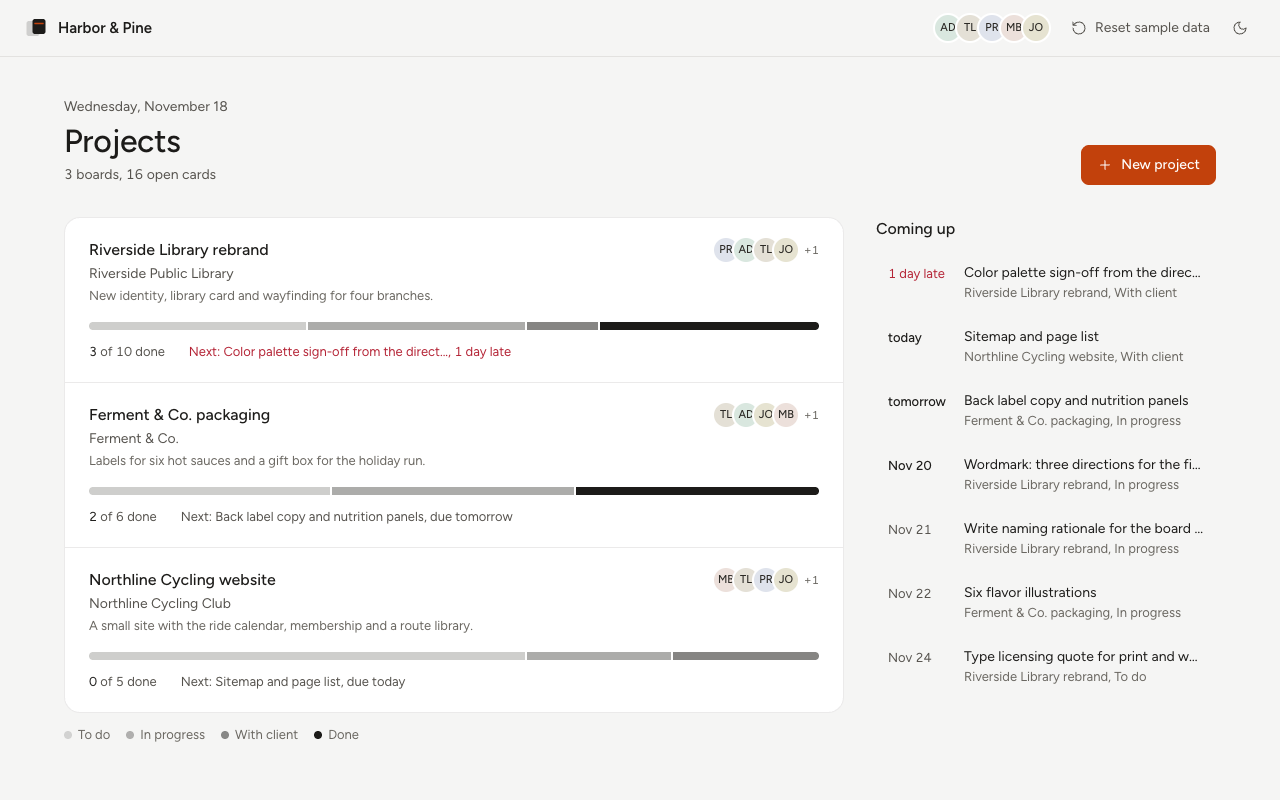 Harbor & Pine
AD TL PR MB JO
Reset sample data
Wednesday, November 18
Projects
3 boards, 16 open cards
New project
Riverside Library rebrand
PR AD TL JO +1
Riverside Public Library
New identity, library card and wayfinding for four branches.
3 of 10 done
Next: Color palette sign-off from the direct..., 1 day late
Ferment & Co. packaging
TL AD JO MB +1
Ferment & Co.
Labels for six hot sauces and a gift box for the holiday run.
2 of 6 done
Next: Back label copy and nutrition panels, due tomorrow
Northline Cycling website
MB TL PR JO +1
Northline Cycling Club
A small site with the ride calendar, membership and a route library.
0 of 5 done
Next: Sitemap and page list, due today
To do
In progress
With client
Done
Coming up
1 day late
Color palette sign-off from the direc...
Riverside Library rebrand, With client
today
Sitemap and page list
Northline Cycling website, With client
tomorrow
Back label copy and nutrition panels
Ferment & Co. packaging, In progress
Nov 20
Wordmark: three directions for the fi...
Riverside Library rebrand, In progress
Nov 21
Write naming rationale for the board ...
Riverside Library rebrand, In progress
Nov 22
Six flavor illustrations
Ferment & Co. packaging, In progress
Nov 24
Type licensing quote for print and w...
Riverside Library rebrand, To do